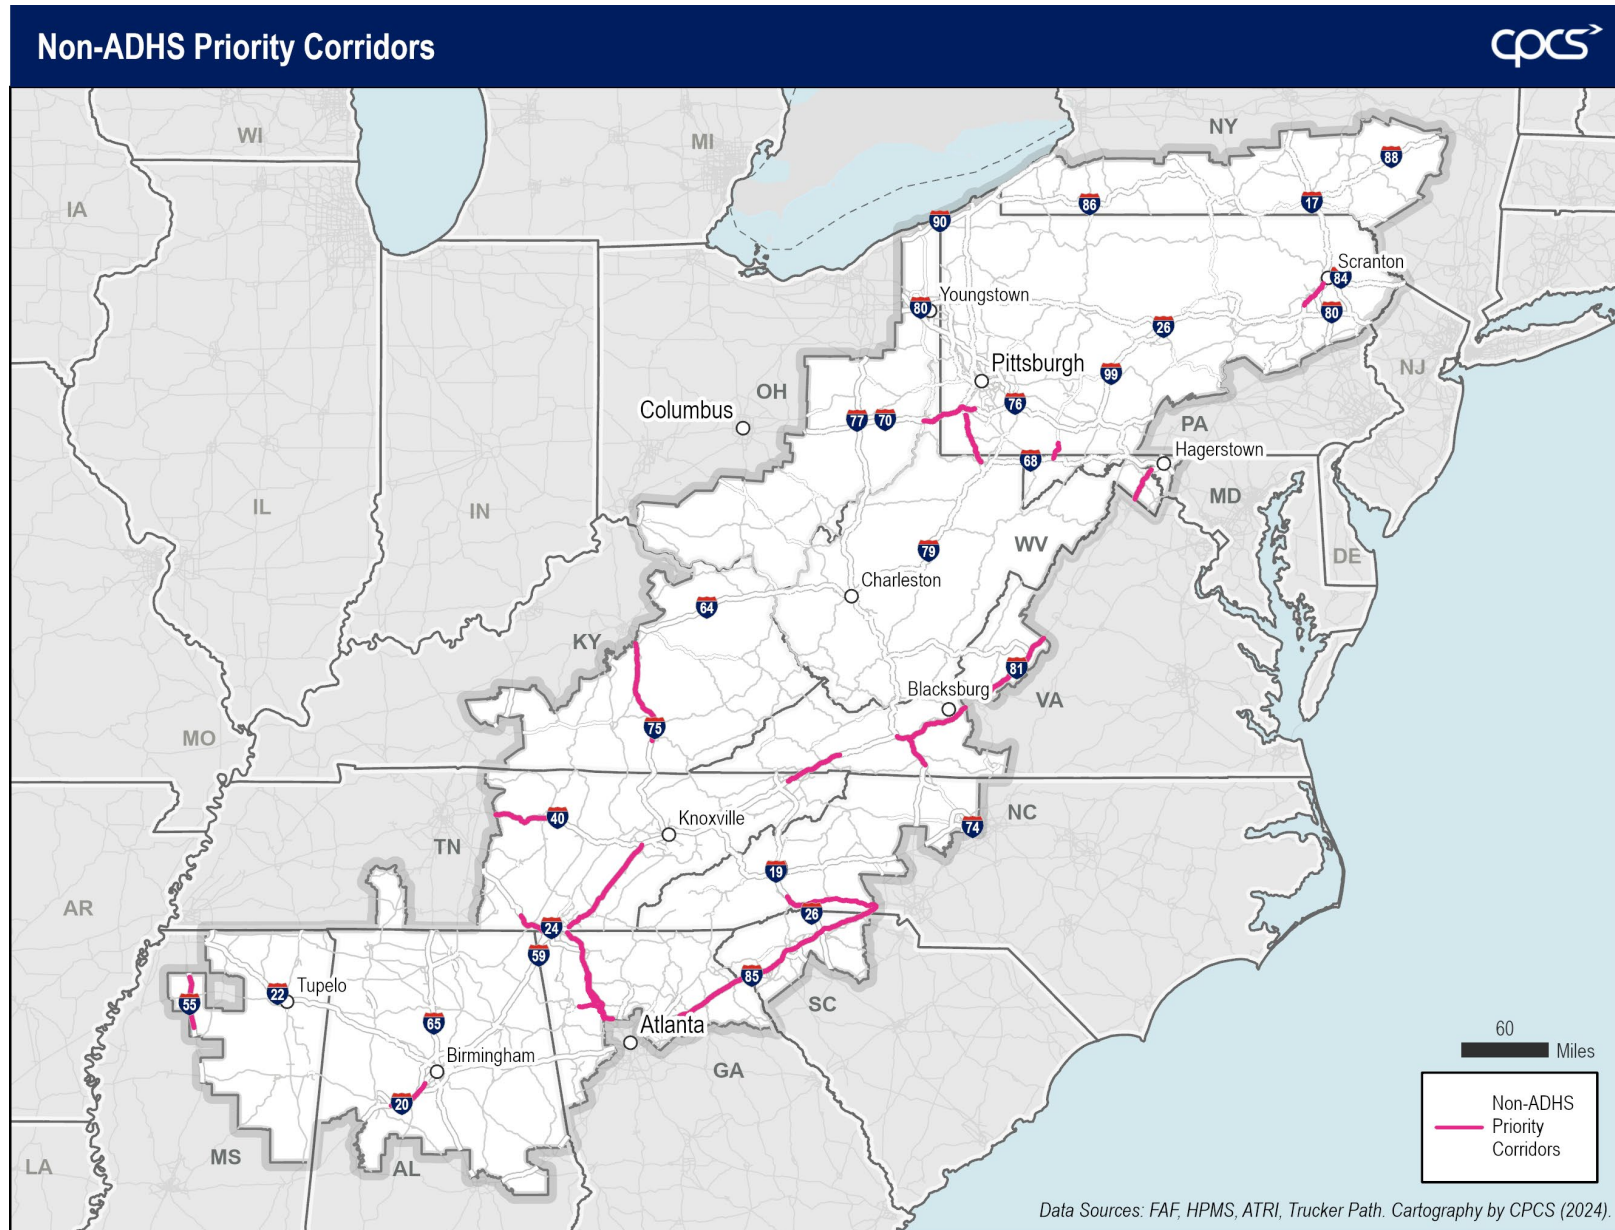 Non-ADHS Priority Corridors
cpcs
WI
MI
NY
88
IA
86
17
90
Scranton
84
Youngstown
80
80
26
Pittsburgh
NJ
99
OH
76
Columbus
77
70
PA
Hagerstown
68
MD
IL
IN
WV
79
DE
Charleston
64
KY
81
Blacksburg
VA
75
MO
NC
Knoxville
40
74
TN
19
AR
26
24
59
85
Tupelo
22
SC
55
65
Atlanta
60
Miles
Birmingham
GA
20
Non-ADHS
Priority
Corridors
MS
AL
LA
Data Sources: FAF, HPMS, ATRI, Trucker Path. Cartography by CPCS (2024).